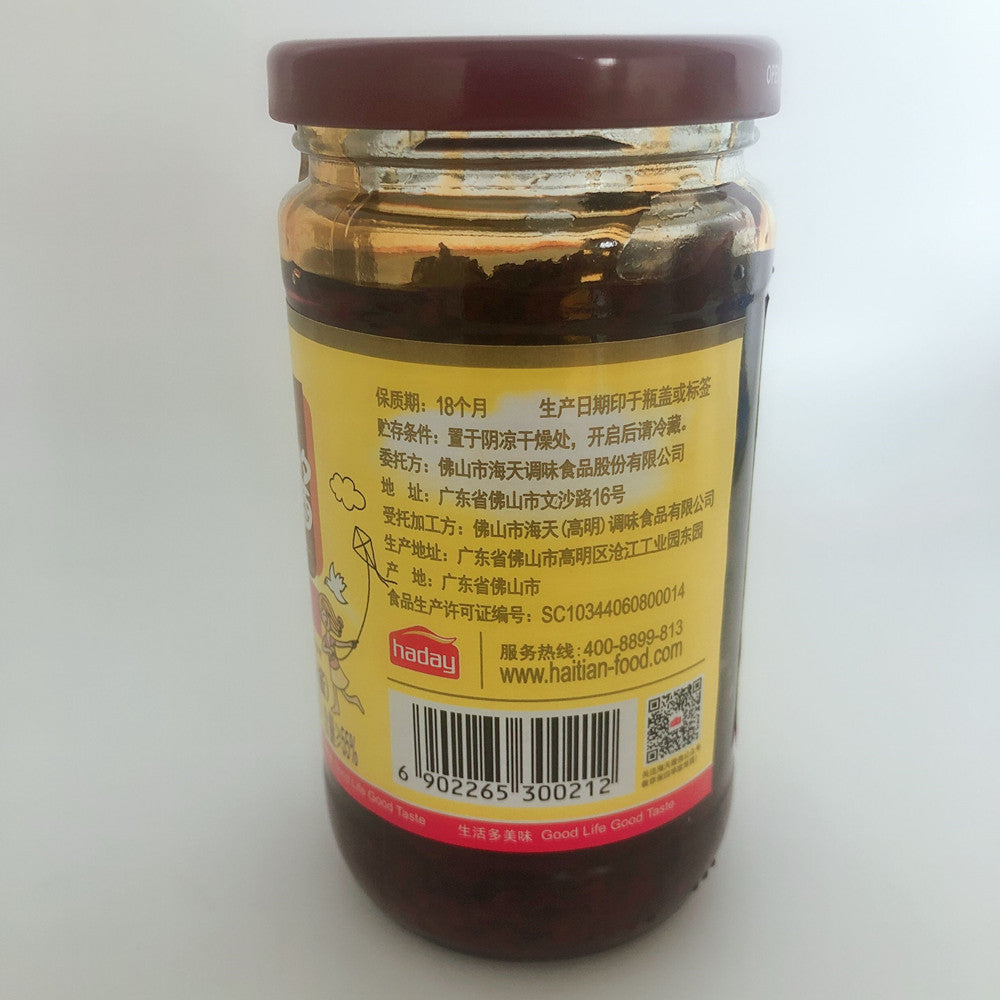 OPE
保质期：18个月 生产日期印于瓶盖或标签
贮存条件：置于阴凉干燥处，开启后请冷藏。
委托方：佛山市海天调味食品股份有限公司
地 址：广东省佛山市文沙路16号
受托加工方：佛山市海天(高明)调味食品有限公司
生产地址：广东省佛山市高明区沧江工业园东园
产 地：广东省佛山市
食品生产许可证编号：SC10344060800014
haday
服务热线:400-8899-813
www.haitian-food.com
≥55%
6 902265 300212
Life Good Taste
生活多美味 Good Life Good Taste